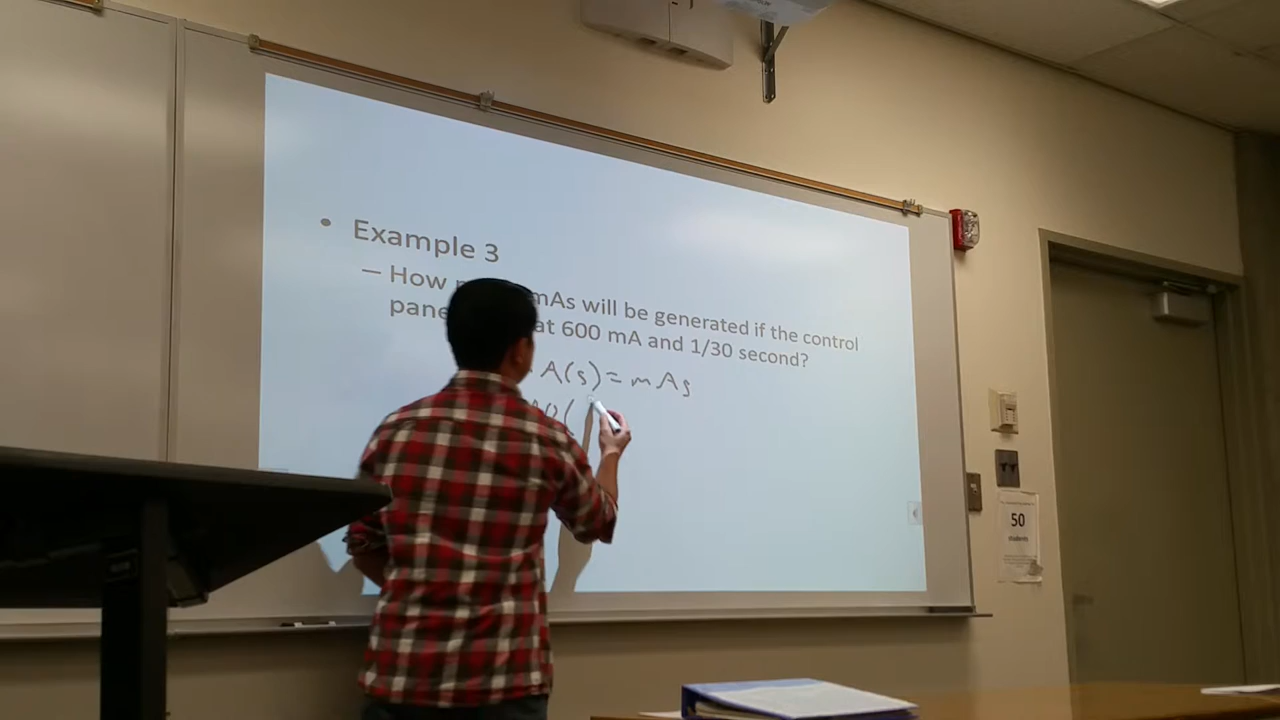 • Example 3
– How mAs will be generated if the control
at 600 mA and 1/30 second?
A(s) = mAs
50
students